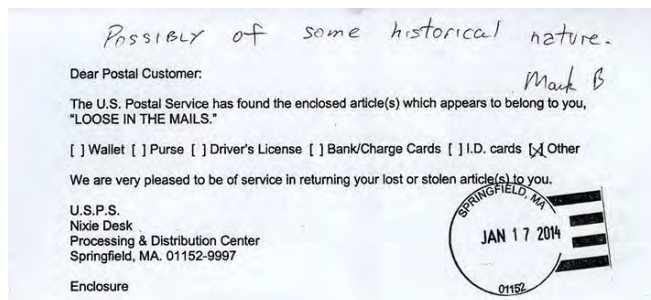 Possibly of some historical nature.
Mark B
Dear Postal Customer:
The U.S. Postal Service has found the enclosed article(s) which appears to belong to you,
"LOOSE IN THE MAILS."
[ ] Wallet [ ] Purse [ ] Driver's License [ ] Bank/Charge Cards [ ] I.D. cards [x] Other
We are very pleased to be of service in returning your lost or stolen article(s) to you.
U.S.P.S.
Nixie Desk
Processing & Distribution Center
Springfield, MA. 01152-9997
Enclosure
SPRINGFIELD, MA
JAN 17 2014
01152